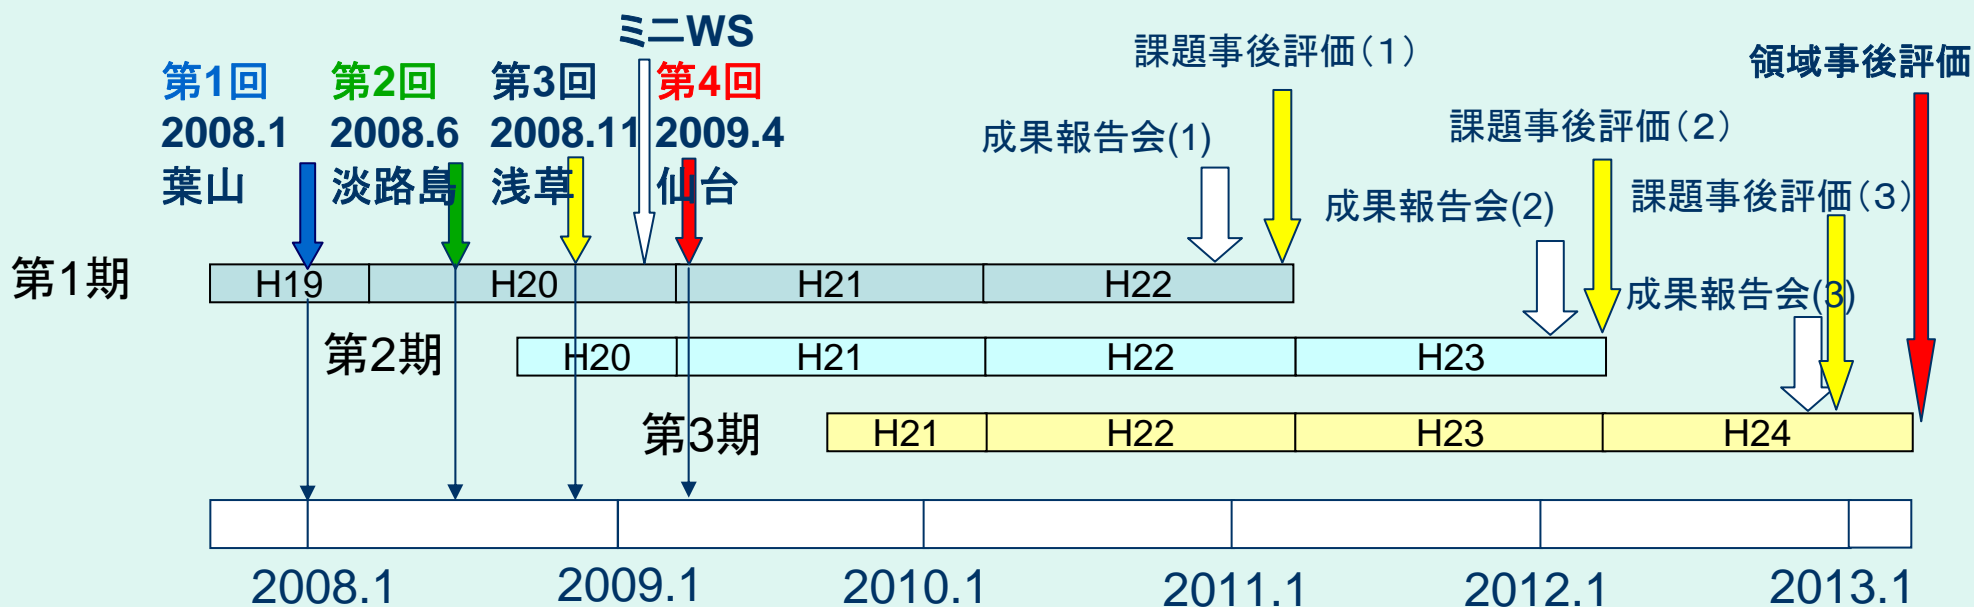 ミニWS
第1回
2008.1
葉山
第2回
2008.6
淡路島
第3回
2008.11
浅草
第4回
2009.4
仙台
課題事後評価（１）
成果報告会(1)
課題事後評価（２）
成果報告会(2)
課題事後評価（３）
成果報告会(3)
領域事後評価
第1期
H19
H20
H21
H22
第2期
H20
H21
H22
H23
第3期
H21
H22
H23
H24
2008.1
2009.1
2010.1
2011.1
2012.1
2013.1